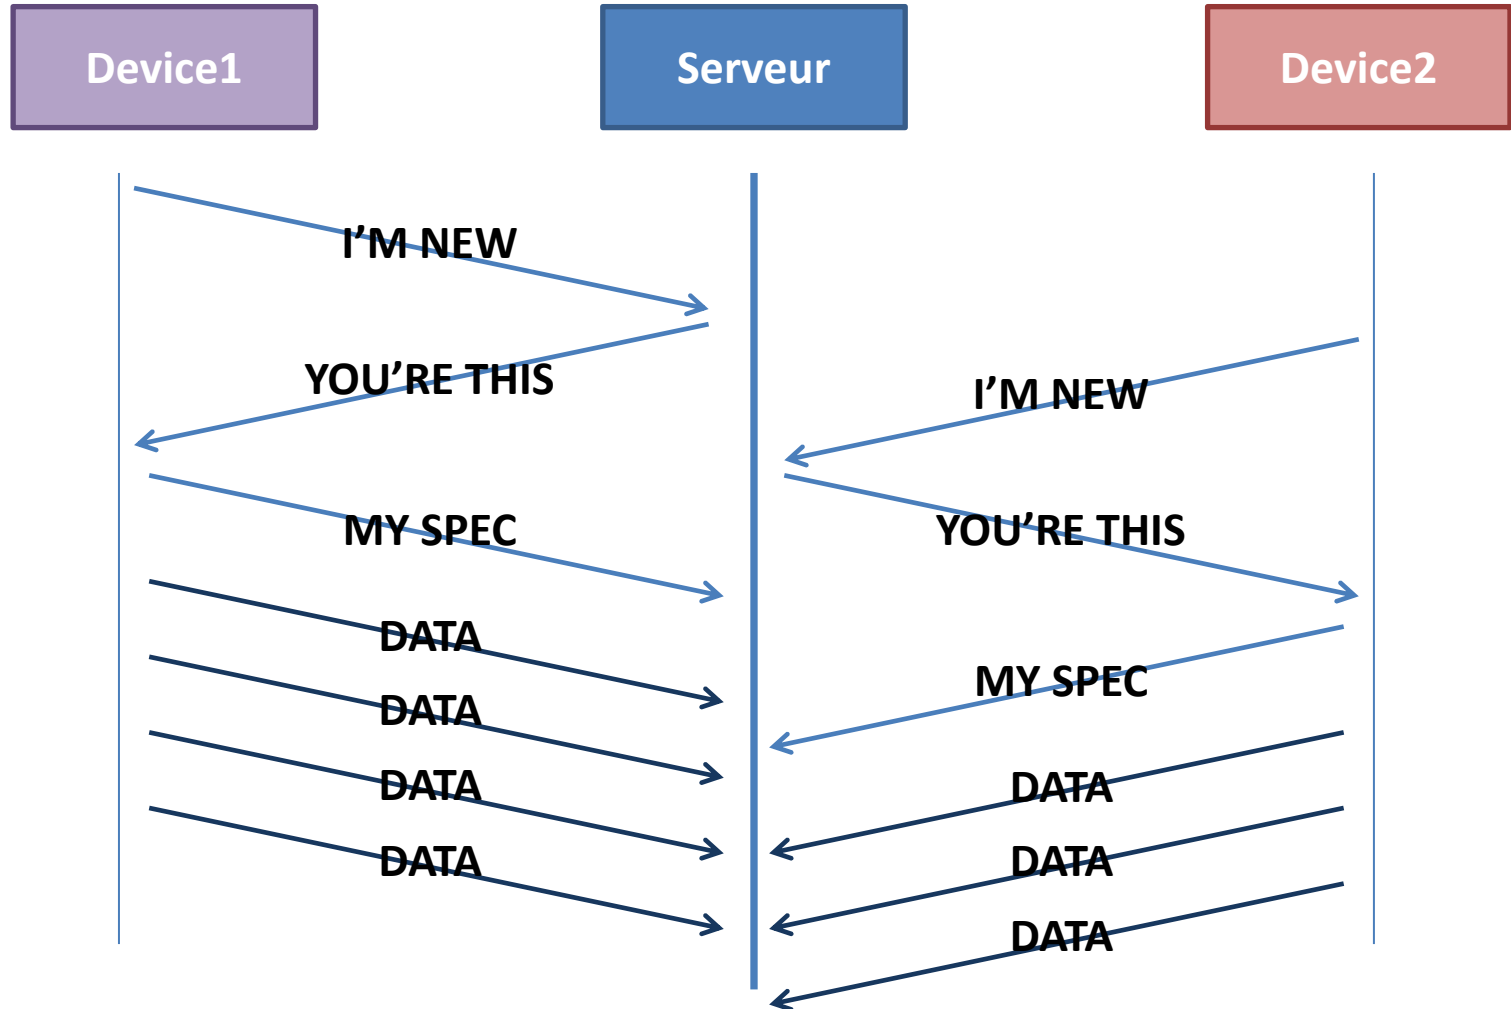 Device1
Serveur
Device2
I’M NEW
YOU’RE THIS
I’M NEW
MY SPEC
YOU’RE THIS
DATA
MY SPEC
DATA
DATA
DATA
DATA
DATA
DATA